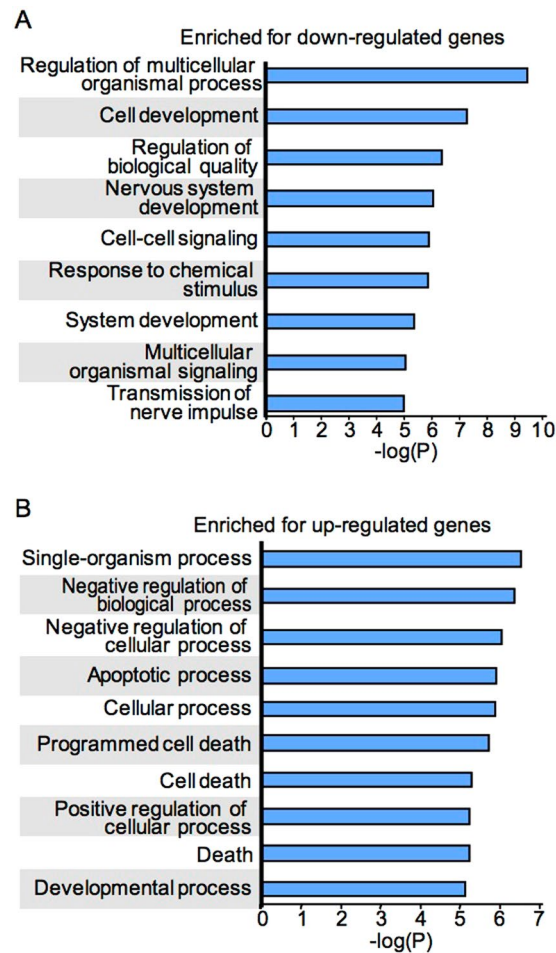 A
Enriched for down-regulated genes
Regulation of multicellular
organismal process
Cell development
Regulation of
biological quality
Nervous system
development
Cell-cell signaling
Response to chemical
stimulus
System development
Multicellular
organismal signaling
Transmission of
nerve impulse
0 1 2 3 4 5 6 7 8 9 10
-log(P)
B
Enriched for up-regulated genes
Single-organism process
Negative regulation of
biological process
Negative regulation of
cellular process
Apoptotic process
Cellular process
Programmed cell death
Cell death
Positive regulation of
cellular process
Death
Developmental process
0 1 2 3 4 5 6 7
-log(P)